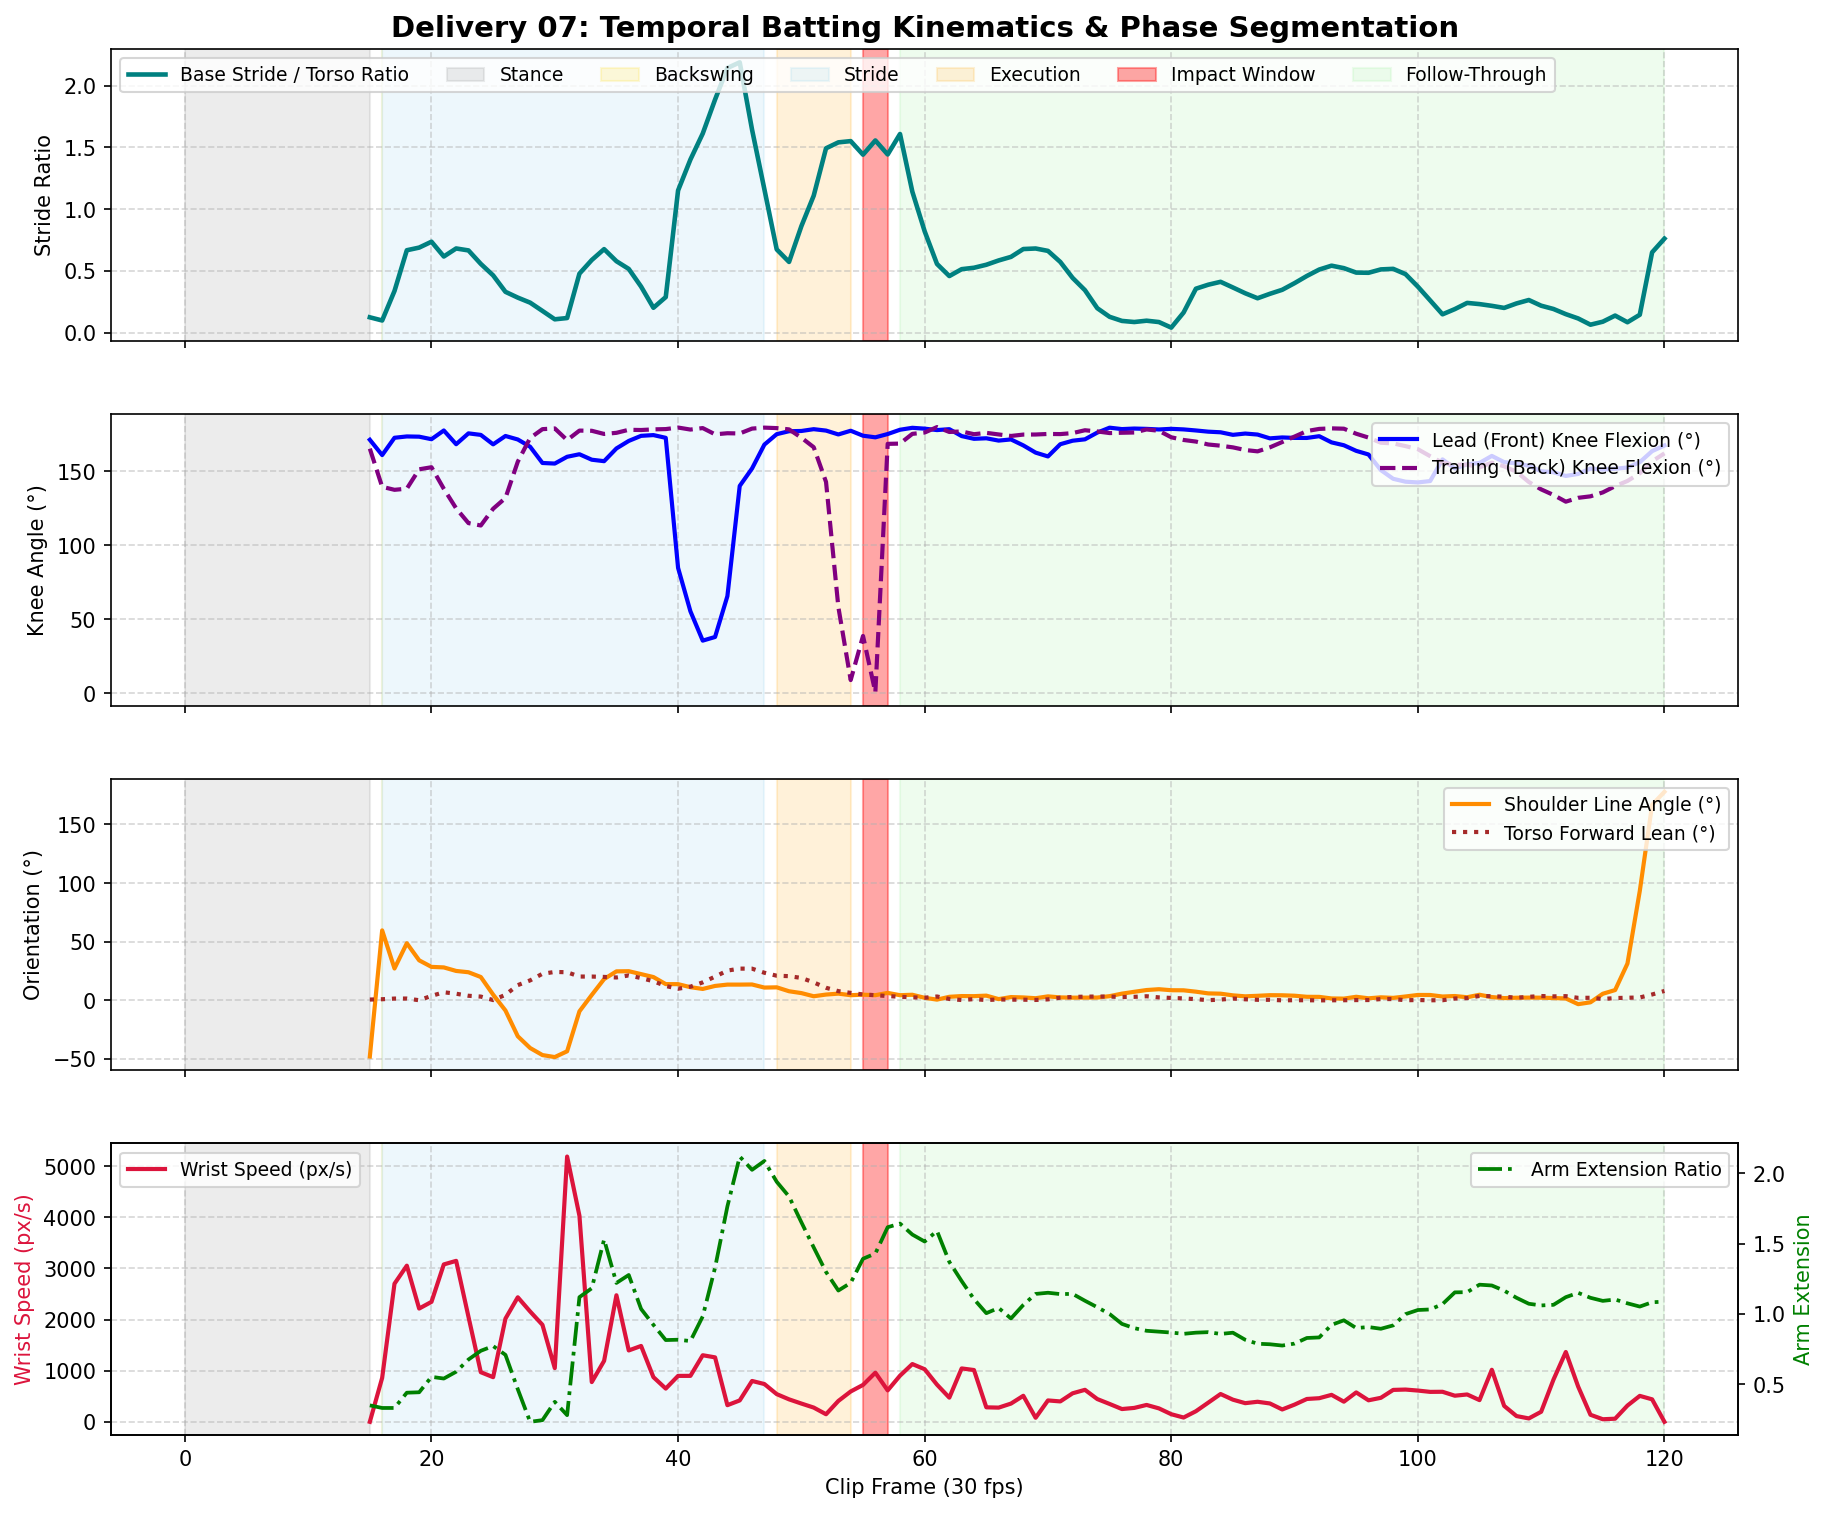 Delivery 07: Temporal Batting Kinematics & Phase Segmentation
Base Stride / Torso Ratio Stance Backswing Stride Execution Impact Window Follow-Through
Stride Ratio
2.0
1.5
1.0
0.5
0.0
Lead (Front) Knee Flexion (°)
Trailing (Back) Knee Flexion (°)
Knee Angle (°)
150
100
50
0
Shoulder Line Angle (°)
Torso Forward Lean (°)
Orientation (°)
150
100
50
0
−50
Wrist Speed (px/s)
Arm Extension Ratio
Wrist Speed (px/s)
5000
4000
3000
2000
1000
0
2.0
1.5
1.0
0.5
Arm Extension
0 20 40 60 80 100 120
Clip Frame (30 fps)